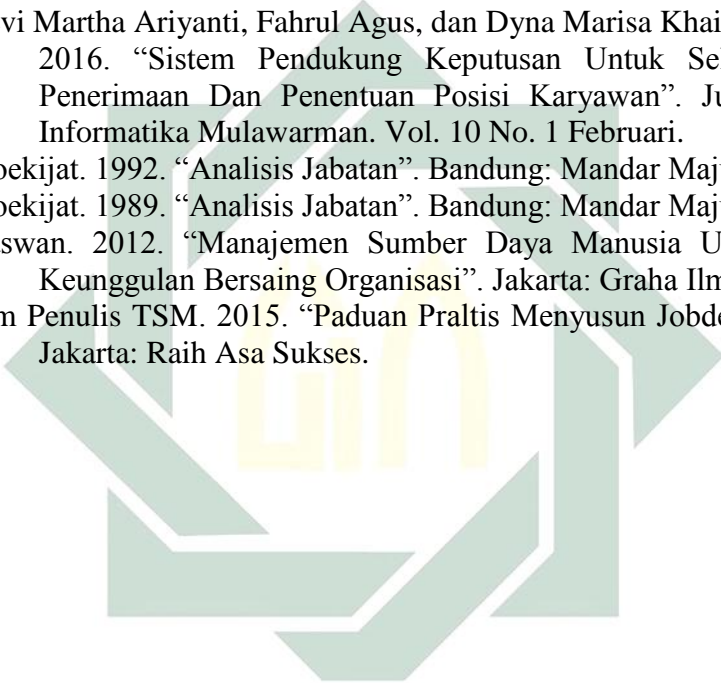 vi Martha Ariyanti, Fahrul Agus, dan Dyna Marisa Khai
2016. “Sistem Pendukung Keputusan Untuk Sel
Penerimaan Dan Penentuan Posisi Karyawan”. Ju
Informatika Mulawarman. Vol. 10 No. 1 Februari.
oekijat. 1992. “Analisis Jabatan”. Bandung: Mandar Maj
oekijat. 1989. “Analisis Jabatan”. Bandung: Mandar Maj
aswan. 2012. “Manajemen Sumber Daya Manusia U
Keunggulan Bersaing Organisasi”. Jakarta: Graha Ilm
m Penulis TSM. 2015. “Paduan Praltis Menyusun Jobde
Jakarta: Raih Asa Sukses.